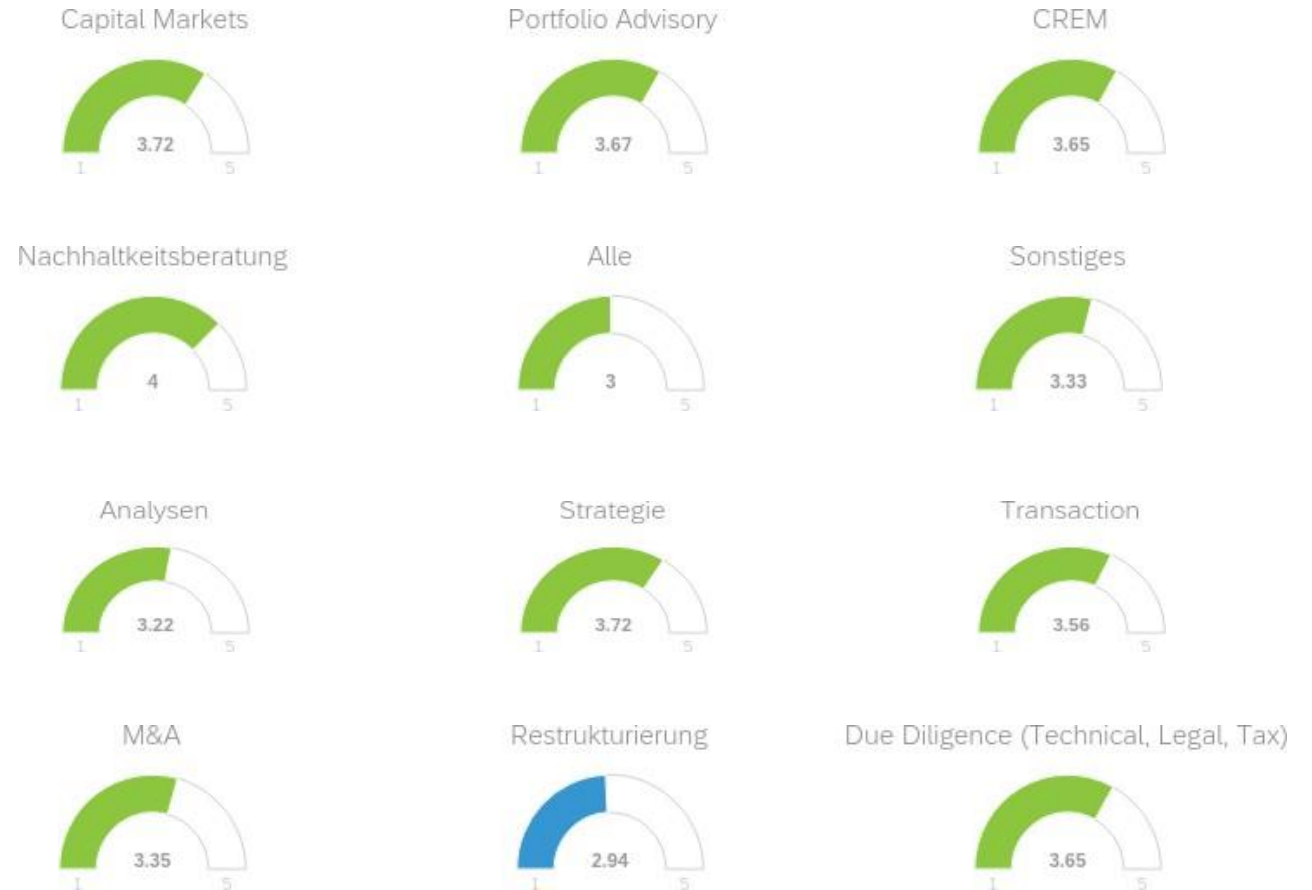 Capital Markets
Portfolio Advisory
CREM
3.72
3.67
3.65
1 5
1 5
1 5
Nachhaltkeitsberatung
Alle
Sonstiges
4
3
3.33
1 5
1 5
1 5
Analysen
Strategie
Transaction
3.22
3.72
3.56
1 5
1 5
1 5
M&A
Restrukturierung
Due Diligence (Technical, Legal, Tax)
3.35
2.94
3.65
1 5
1 5
1 5